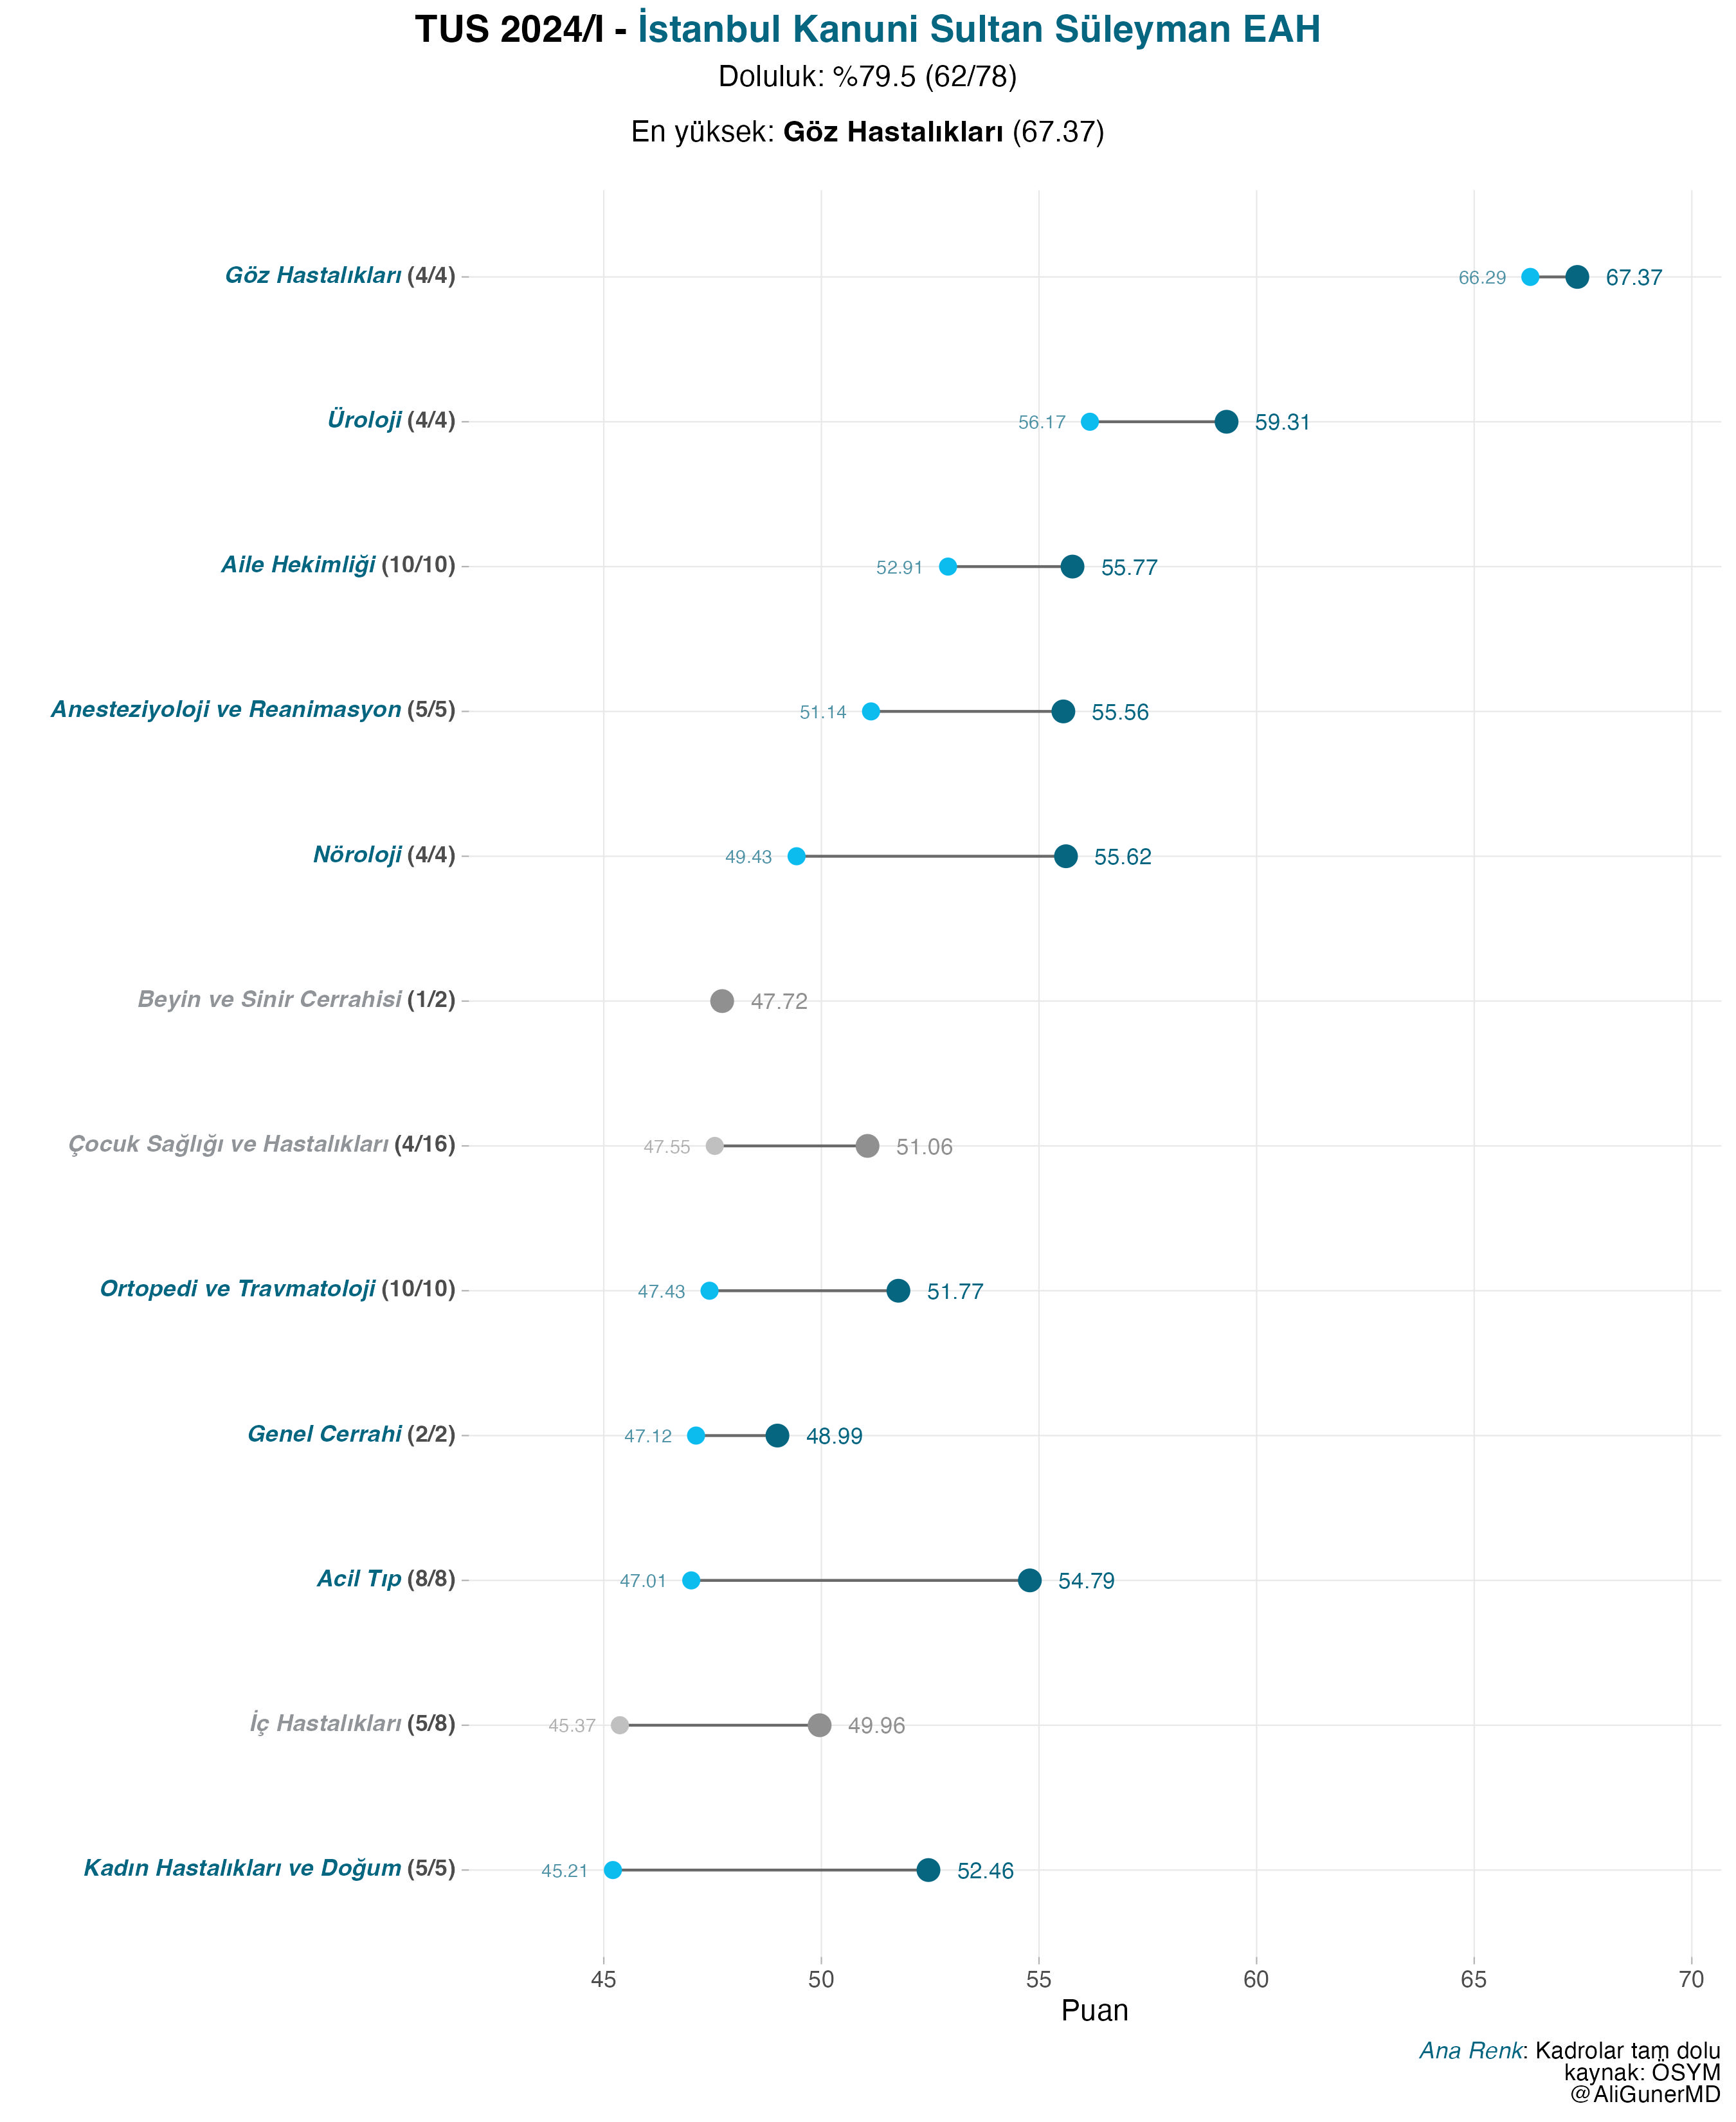 TUS 2024/I - İstanbul Kanuni Sultan Süleyman EAH
Doluluk: %79.5 (62/78)
En yüksek: Göz Hastalıkları (67.37)
Göz Hastalıkları (4/4) 66.29 67.37
Üroloji (4/4) 56.17 59.31
Aile Hekimliği (10/10) 52.91 55.77
Anesteziyoloji ve Reanimasyon (5/5) 51.14 55.56
Nöroloji (4/4) 49.43 55.62
Beyin ve Sinir Cerrahisi (1/2) 47.72
Çocuk Sağlığı ve Hastalıkları (4/16) 47.55 51.06
Ortopedi ve Travmatoloji (10/10) 47.43 51.77
Genel Cerrahi (2/2) 47.12 48.99
Acil Tıp (8/8) 47.01 54.79
İç Hastalıkları (5/8) 45.37 49.96
Kadın Hastalıkları ve Doğum (5/5) 45.21 52.46
45 50 55 60 65 70
Puan
Ana Renk: Kadrolar tam dolu
kaynak: ÖSYM
@AliGunerMD